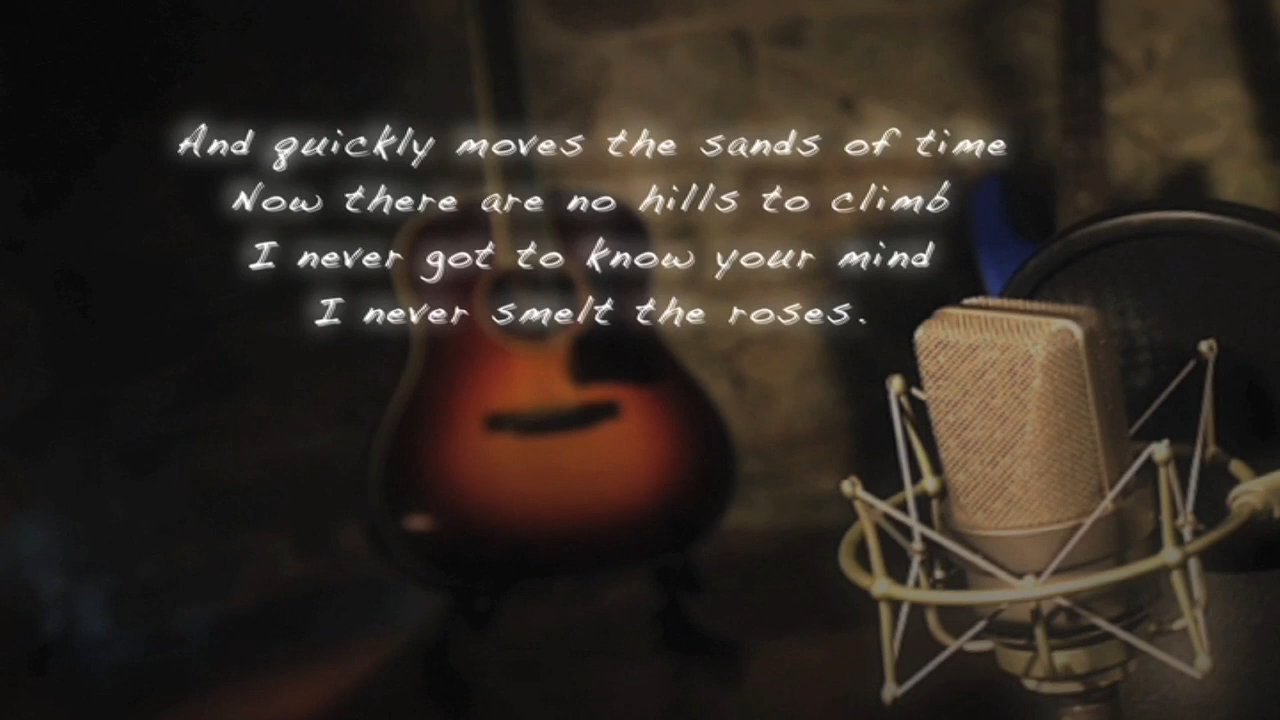 And quickly moves the sands of time
Now there are no hills to climb
I never got to know your mind
I never smelt the roses.